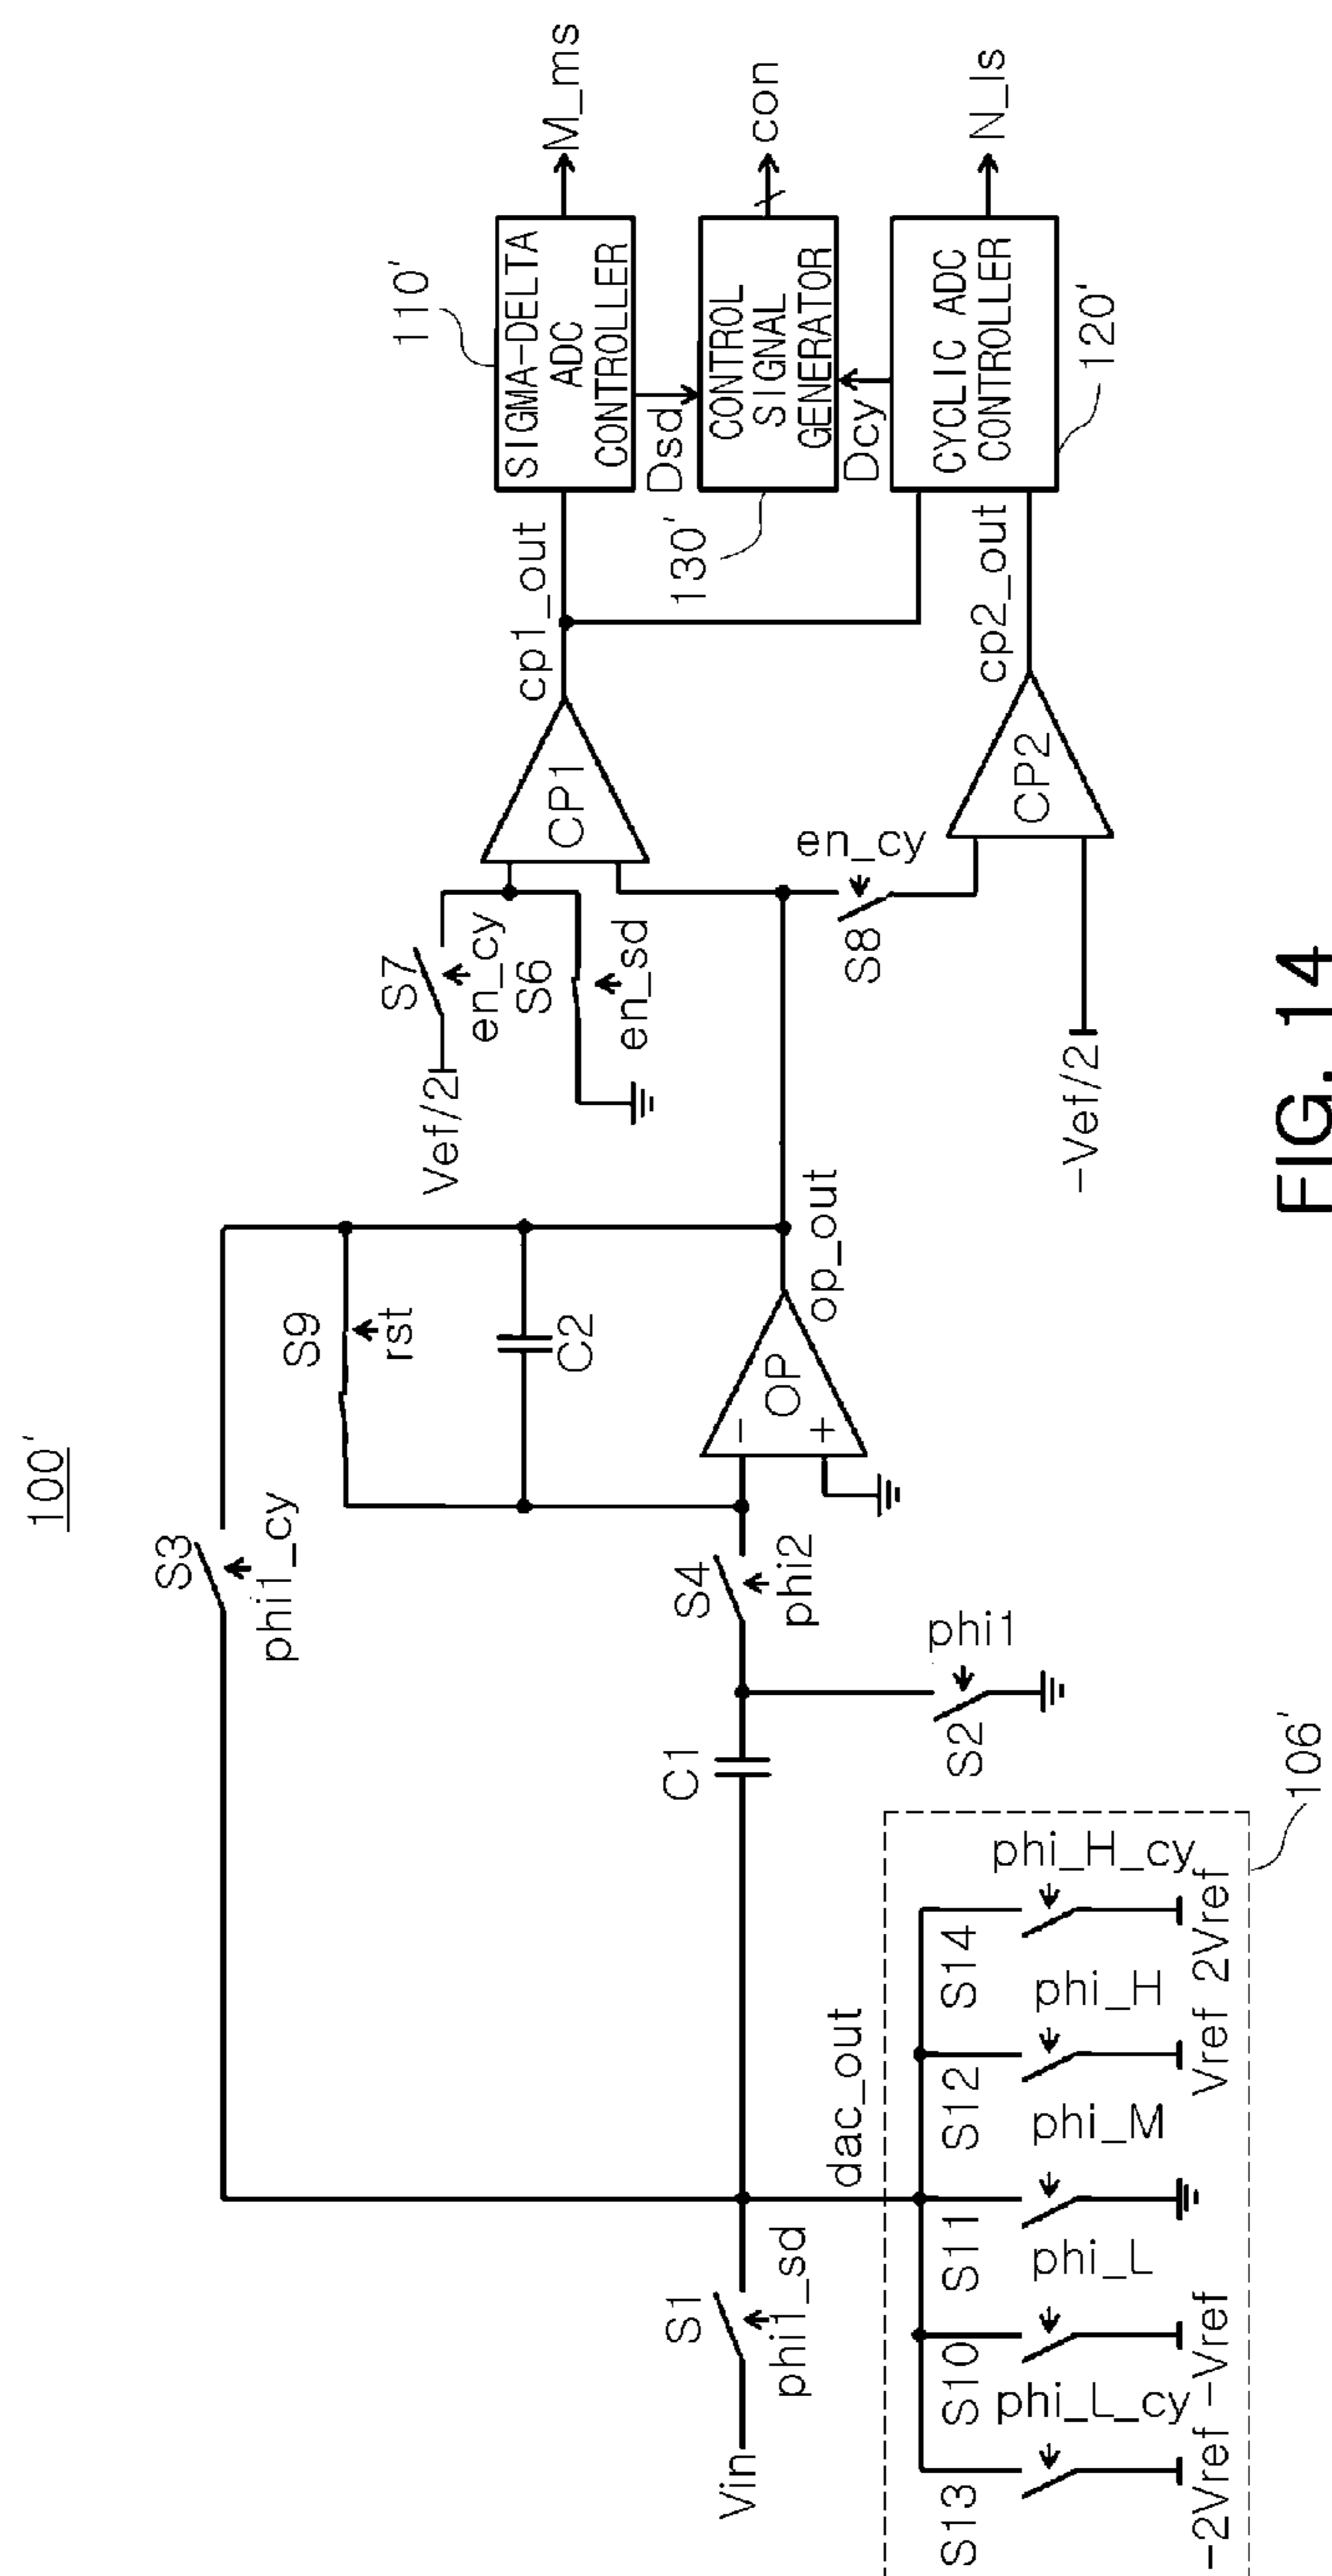 100'
S3
phi1_cy
S9
rst
C2
S4
phi2
OP
-
+
op_out
C1
S2
phi1
Vin
S1
phi1_sd
dac_out
S13
phi_L_cy
-2Vref
S10
phi_L
-Vref
S11
phi_M
S12
phi_H
Vref
S14
phi_H_cy
2Vref
106'
Vef/2
S7
en_cy
S6
en_sd
CP1
cp1_out
S8
en_cy
-Vef/2
CP2
cp2_out
110'
SIGMA-DELTA
ADC
CONTROLLER
M_ms
Dsd
130'
CONTROL
SIGNAL
GENERATOR
con
Dcy
CYCLIC ADC
CONTROLLER
120'
N_ls
FIG. 14